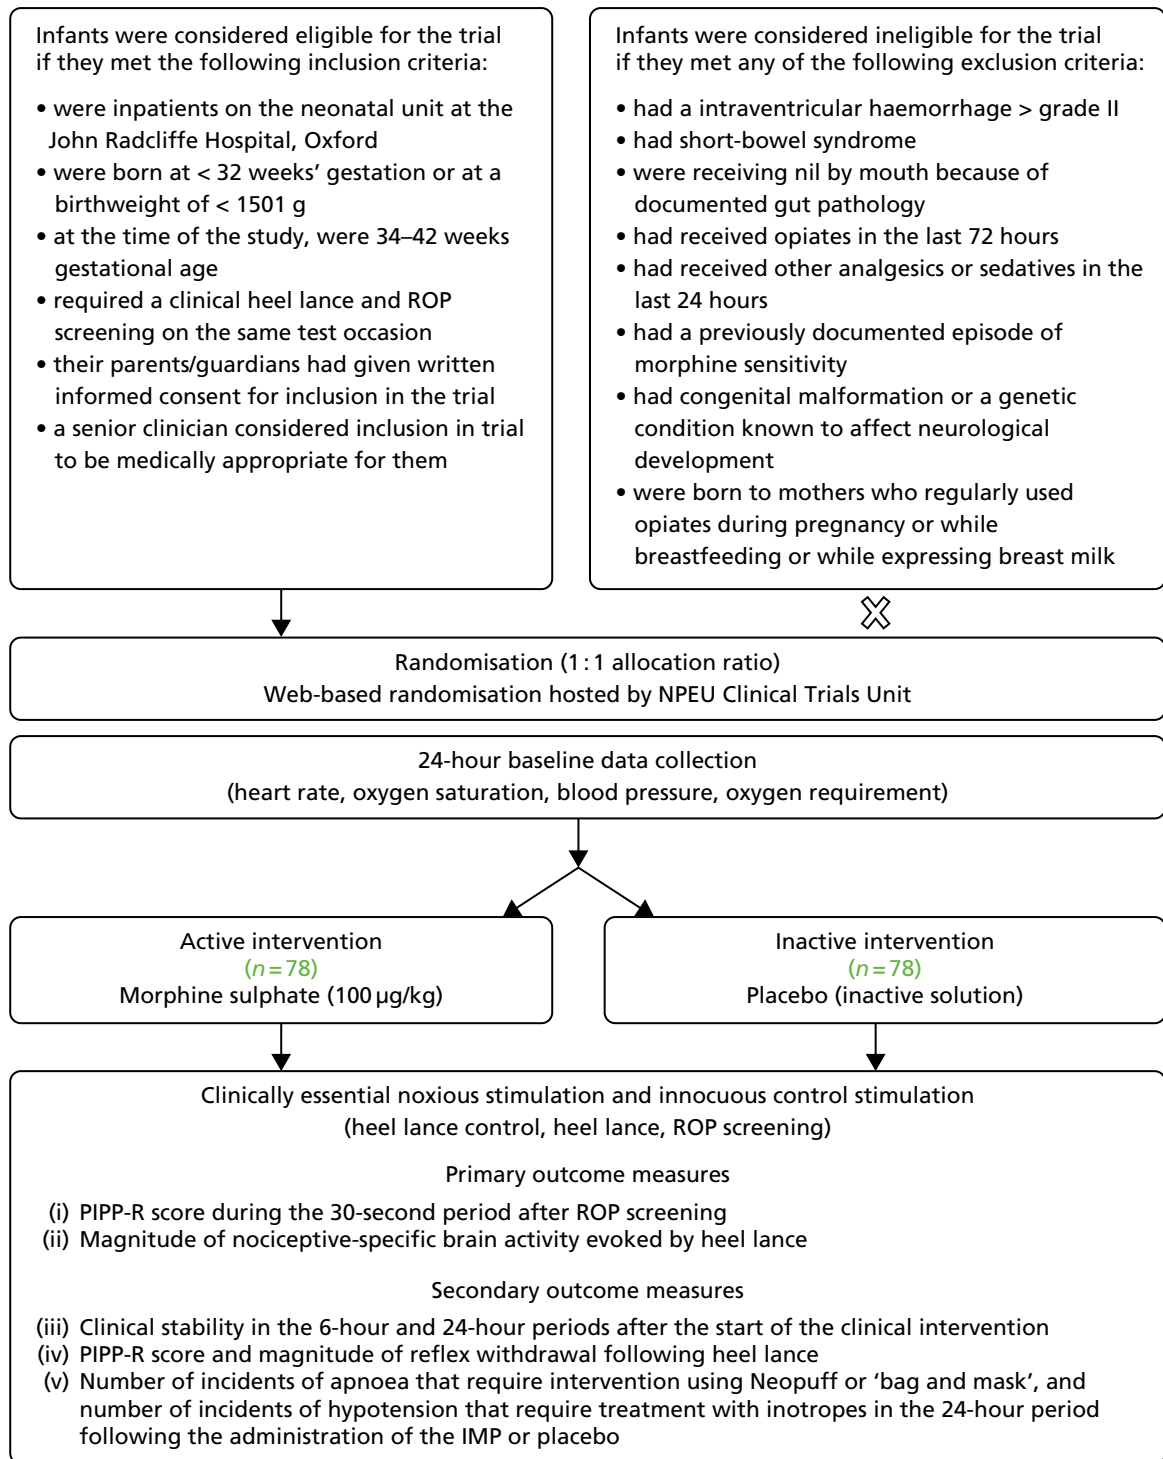 Infants were considered eligible for the trial
if they met the following inclusion criteria:
• were inpatients on the neonatal unit at the
John Radcliffe Hospital, Oxford
• were born at < 32 weeks' gestation or at a
birthweight of < 1501 g
• at the time of the study, were 34–42 weeks
gestational age
• required a clinical heel lance and ROP
screening on the same test occasion
• their parents/guardians had given written
informed consent for inclusion in the trial
• a senior clinician considered inclusion in trial
to be medically appropriate for them
Infants were considered ineligible for the trial
if they met any of the following exclusion criteria:
• had a intraventricular haemorrhage > grade II
• had short-bowel syndrome
• were receiving nil by mouth because of
documented gut pathology
• had received opiates in the last 72 hours
• had received other analgesics or sedatives in the
last 24 hours
• had a previously documented episode of
morphine sensitivity
• had congenital malformation or a genetic
condition known to affect neurological
development
• were born to mothers who regularly used
opiates during pregnancy or while
breastfeeding or while expressing breast milk
Randomisation (1 : 1 allocation ratio)
Web-based randomisation hosted by NPEU Clinical Trials Unit
24-hour baseline data collection
(heart rate, oxygen saturation, blood pressure, oxygen requirement)
Active intervention
(n = 78)
Morphine sulphate (100 µg/kg)
Inactive intervention
(n = 78)
Placebo (inactive solution)
Clinically essential noxious stimulation and innocuous control stimulation
(heel lance control, heel lance, ROP screening)
Primary outcome measures
(i) PIPP-R score during the 30-second period after ROP screening
(ii) Magnitude of nociceptive-specific brain activity evoked by heel lance
Secondary outcome measures
(iii) Clinical stability in the 6-hour and 24-hour periods after the start of the clinical intervention
(iv) PIPP-R score and magnitude of reflex withdrawal following heel lance
(v) Number of incidents of apnoea that require intervention using Neopuff or 'bag and mask', and
number of incidents of hypotension that require treatment with inotropes in the 24-hour period
following the administration of the IMP or placebo